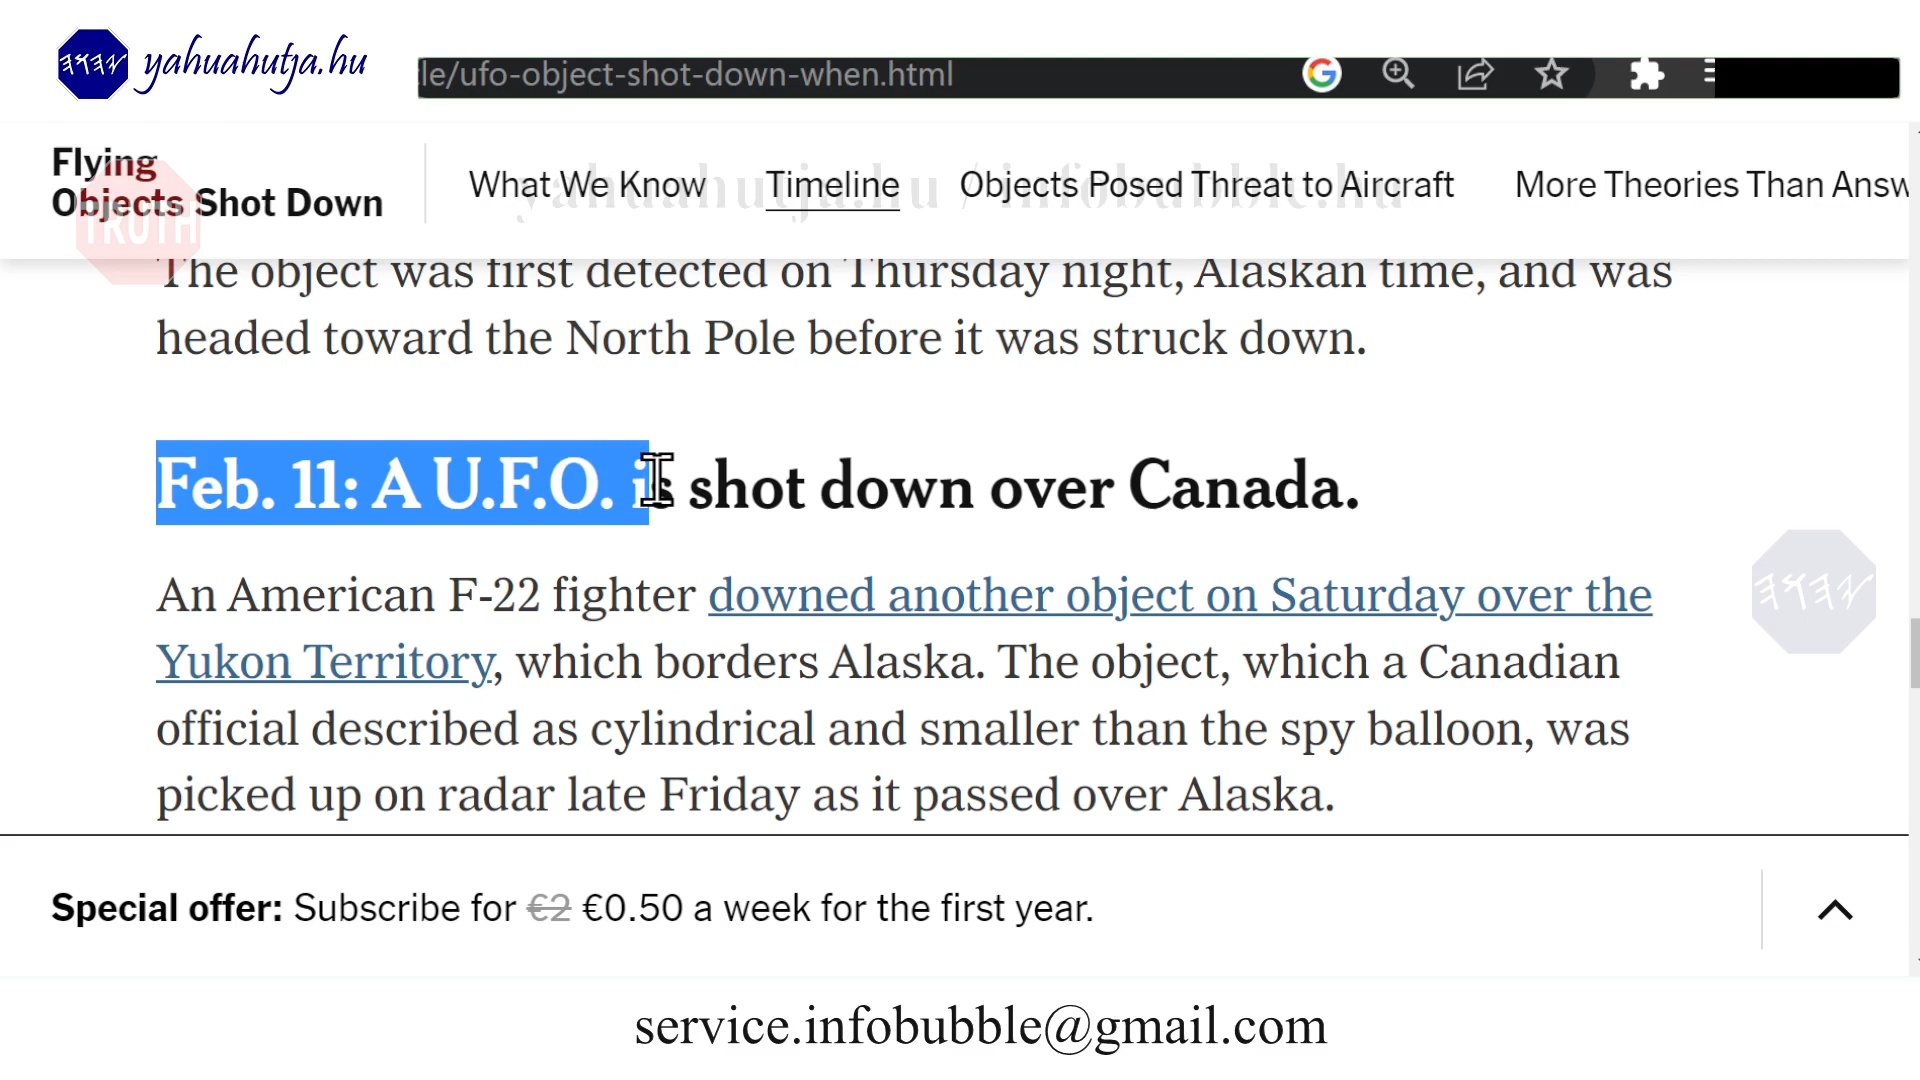 yahuahutja.hu
le/ufo-object-shot-down-when.html
Flying
Objects Shot Down
What We Know
Timeline
Objects Posed Threat to Aircraft
More Theories Than Answ
yahuahutja.hu / infobubble.hu
TRUTH
The object was first detected on Thursday night, Alaskan time, and was
headed toward the North Pole before it was struck down.
Feb. 11: A U.F.O. is shot down over Canada.
An American F-22 fighter downed another object on Saturday over the
Yukon Territory, which borders Alaska. The object, which a Canadian
official described as cylindrical and smaller than the spy balloon, was
picked up on radar late Friday as it passed over Alaska.
Special offer: Subscribe for €2 €0.50 a week for the first year.
service.infobubble@gmail.com